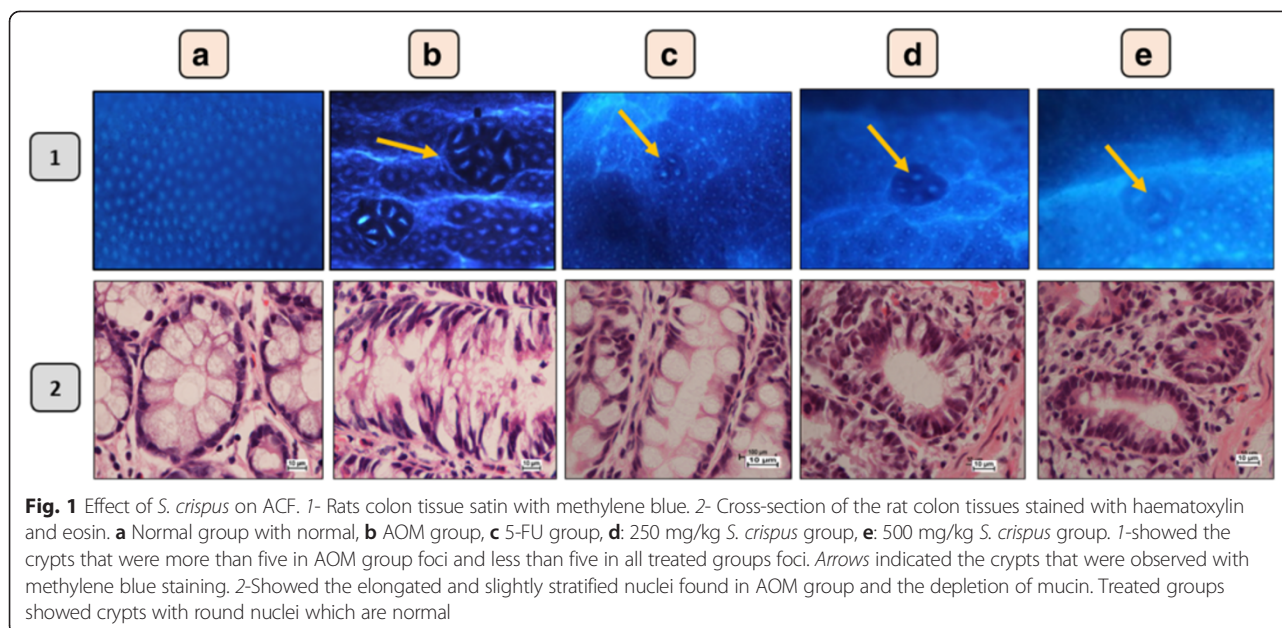 a b c d e
1
2
10 µm 10 µm 100 µm 10 µm 10 µm
10 µm
Fig. 1 Effect of S. crispus on ACF. 1- Rats colon tissue satin with methylene blue. 2- Cross-section of the rat colon tissues stained with haematoxylin
and eosin. a Normal group with normal, b AOM group, c 5-FU group, d: 250 mg/kg S. crispus group, e: 500 mg/kg S. crispus group. 1-showed the
crypts that were more than five in AOM group foci and less than five in all treated groups foci. Arrows indicated the crypts that were observed with
methylene blue staining. 2-Showed the elongated and slightly stratified nuclei found in AOM group and the depletion of mucin. Treated groups
showed crypts with round nuclei which are normal